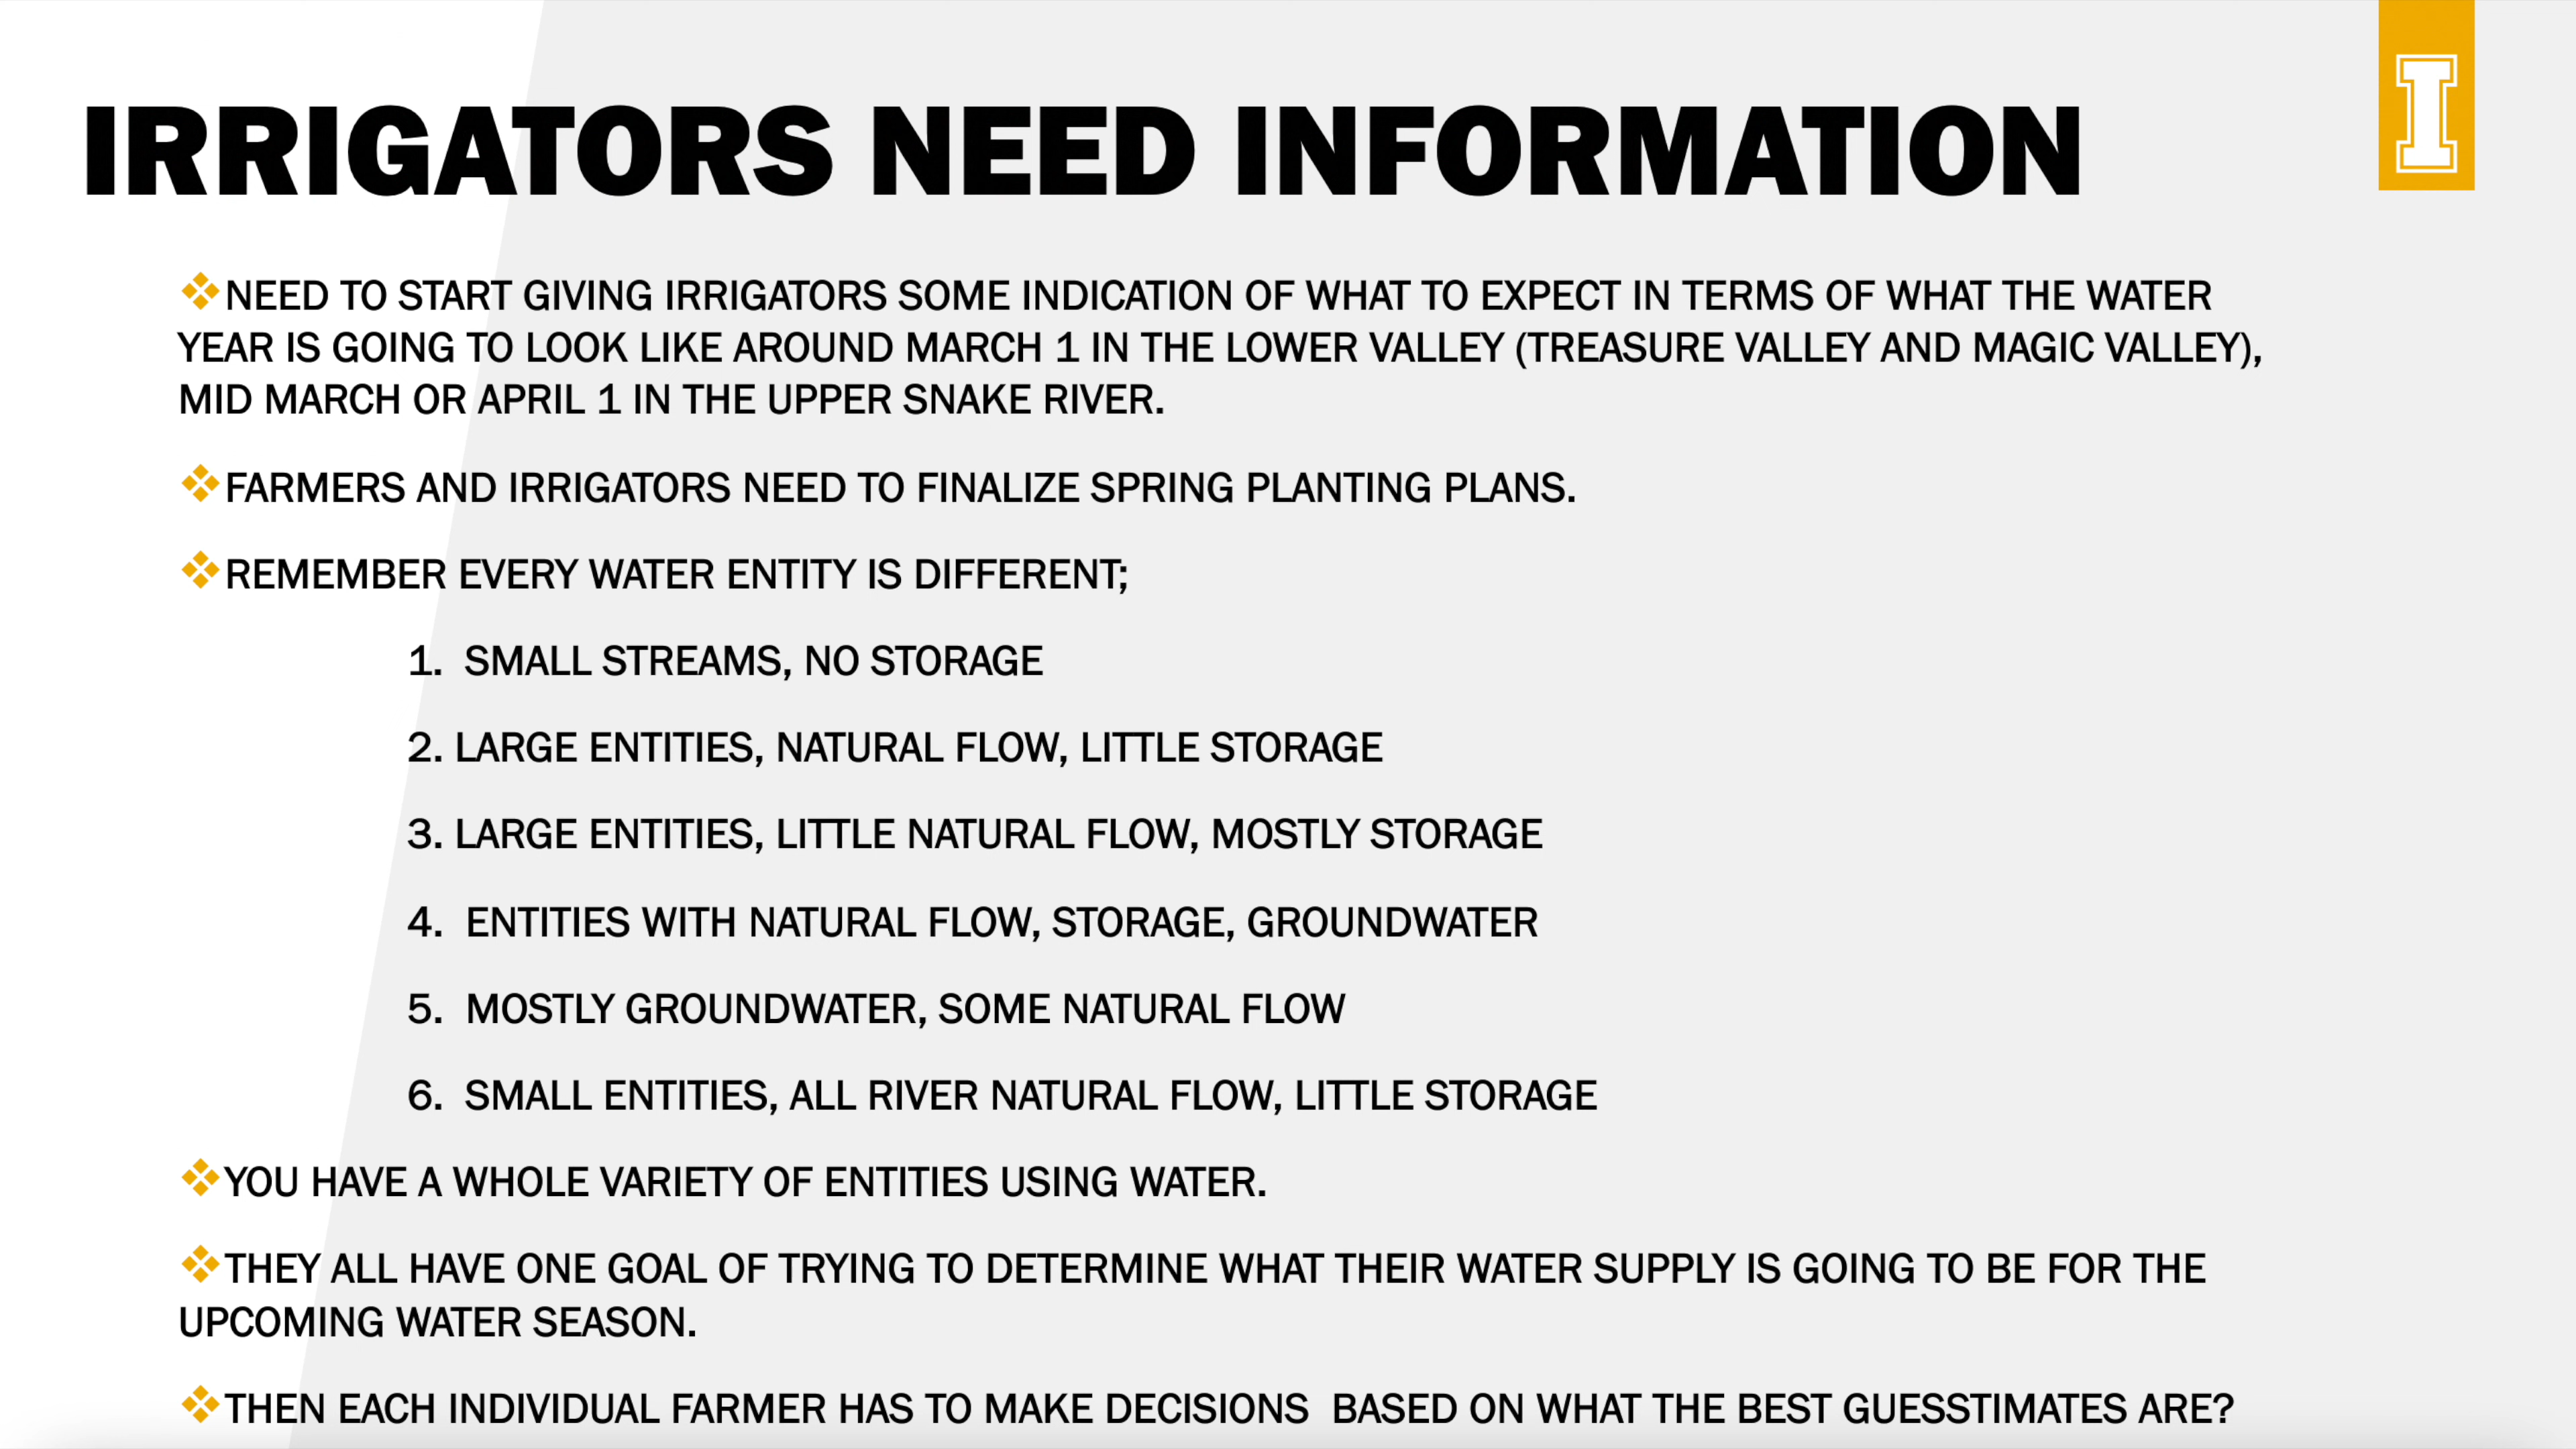 IRRIGATORS NEED INFORMATION
I
❖NEED TO START GIVING IRRIGATORS SOME INDICATION OF WHAT TO EXPECT IN TERMS OF WHAT THE WATER
YEAR IS GOING TO LOOK LIKE AROUND MARCH 1 IN THE LOWER VALLEY (TREASURE VALLEY AND MAGIC VALLEY),
MID MARCH OR APRIL 1 IN THE UPPER SNAKE RIVER.
❖FARMERS AND IRRIGATORS NEED TO FINALIZE SPRING PLANTING PLANS.
❖REMEMBER EVERY WATER ENTITY IS DIFFERENT;
1. SMALL STREAMS, NO STORAGE
2. LARGE ENTITIES, NATURAL FLOW, LITTLE STORAGE
3. LARGE ENTITIES, LITTLE NATURAL FLOW, MOSTLY STORAGE
4. ENTITIES WITH NATURAL FLOW, STORAGE, GROUNDWATER
5. MOSTLY GROUNDWATER, SOME NATURAL FLOW
6. SMALL ENTITIES, ALL RIVER NATURAL FLOW, LITTLE STORAGE
❖YOU HAVE A WHOLE VARIETY OF ENTITIES USING WATER.
❖THEY ALL HAVE ONE GOAL OF TRYING TO DETERMINE WHAT THEIR WATER SUPPLY IS GOING TO BE FOR THE
UPCOMING WATER SEASON.
❖THEN EACH INDIVIDUAL FARMER HAS TO MAKE DECISIONS BASED ON WHAT THE BEST GUESSTIMATES ARE?